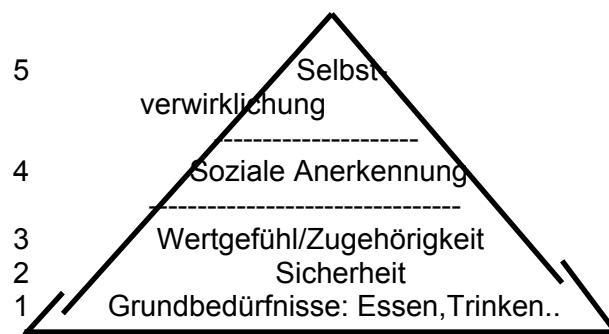 5 Selbst-
verwirklichung
----------------------
4 Soziale Anerkennung
---------------------------------
3 Wertgefühl/Zugehörigkeit
2 Sicherheit
1 Grundbedürfnisse: Essen,Trinken..